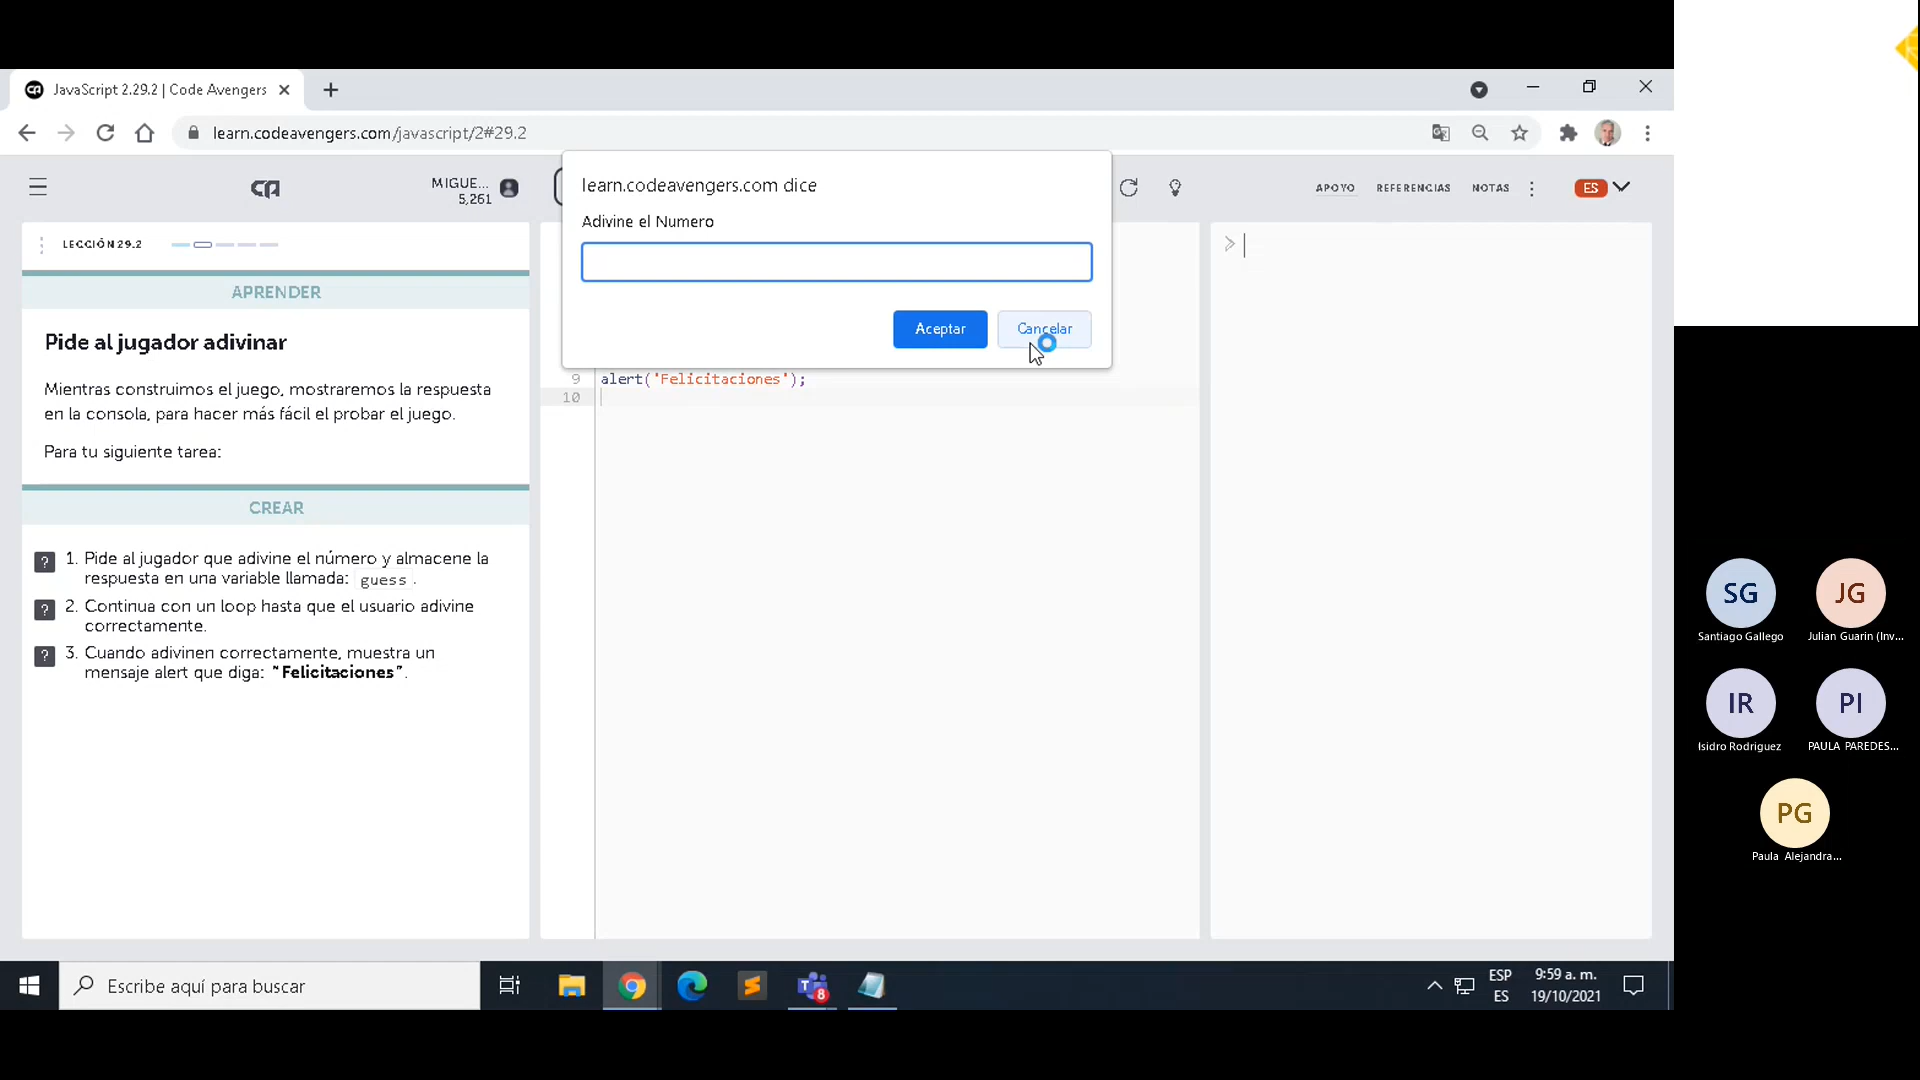 JavaScript 2.29.2 | Code Avengers
learn.codeavengers.com/javascript/2#29.2
MIGUE...
5,261
APOYO
REFERENCIAS
NOTAS
ES
LECCIÓN 29.2
APRENDER
Pide al jugador adivinar
Mientras construimos el juego, mostraremos la respuesta
en la consola, para hacer más fácil el probar el juego.
Para tu siguiente tarea:
CREAR
? 1. Pide al jugador que adivine el número y almacene la
respuesta en una variable llamada: guess .
? 2. Continua con un loop hasta que el usuario adivine
correctamente.
? 3. Cuando adivinen correctamente, muestra un
mensaje alert que diga: "Felicitaciones".
learn.codeavengers.com dice
Adivine el Numero
Aceptar
Cancelar
9 alert('Felicitaciones');
10
>
SG
Santiago Gallego
JG
Julian Guarin (Inv...
IR
Isidro Rodriguez
PI
PAULA PAREDES...
PG
Paula Alejandra...
Escribe aquí para buscar
8
ESP
ES
9:59 a. m.
19/10/2021